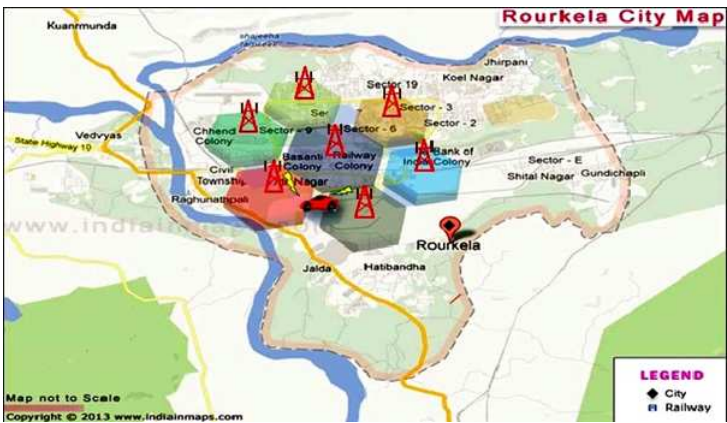 Rourkela City Map
Kuanmunda
Jhirpani
Koel Nagar
Sector 19
Sector - 3
Sector - 2
Sector - 9
Sector - 6
Chhend
Colony
Vedvyas
State Highway 10
Basanti
Colony
Railway
Colony
Bank of
India Colony
Sector - E
Shital Nagar
Gundichapli
Civil
Township
Nagar
Raghunathpali
www.indiainmaps.co
Rourkela
Jalda
Hatibandha
LEGEND
City
Railway
Map not to Scale
Copyright © 2013 www.indiainmaps.com